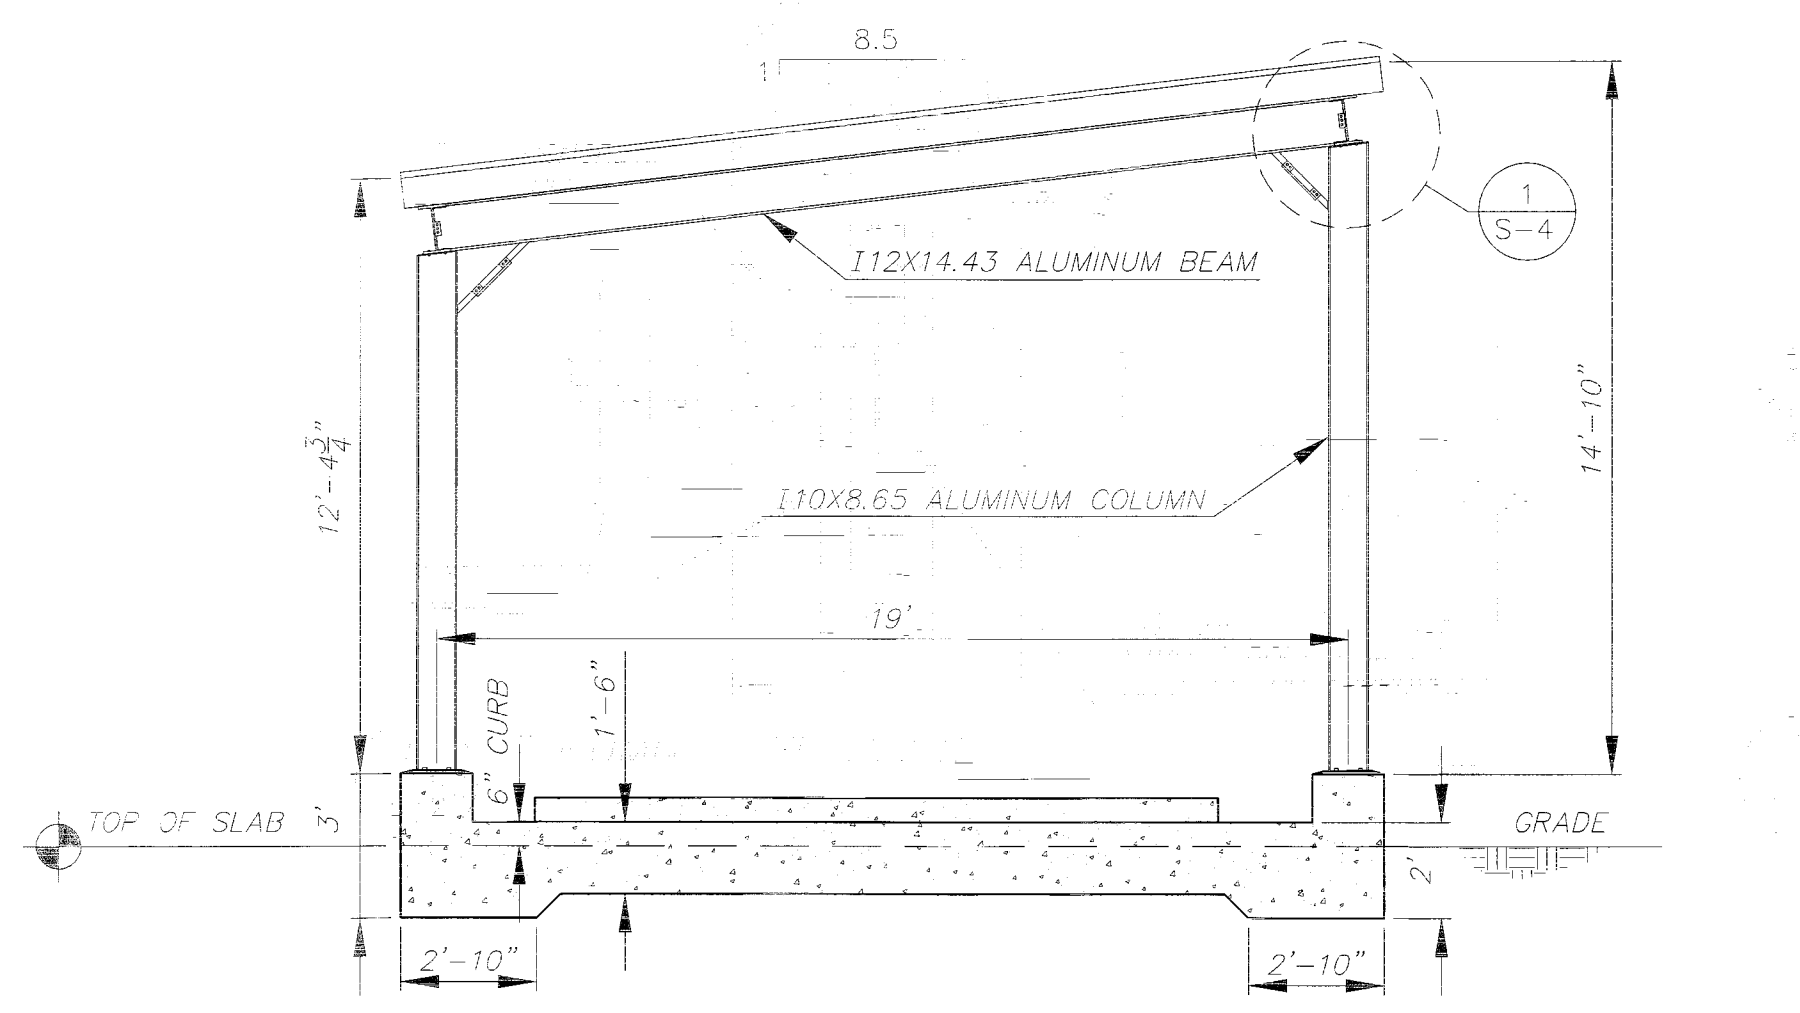 8.5
1
1
S-4
I12X14.43 ALUMINUM BEAM
12'-4 3/4"
14'-10"
I10X8.65 ALUMINUM COLUMN
19'
6" CURB
1'-6"
TOP OF SLAB
3'
GRADE
2'
2'-10"
2'-10"